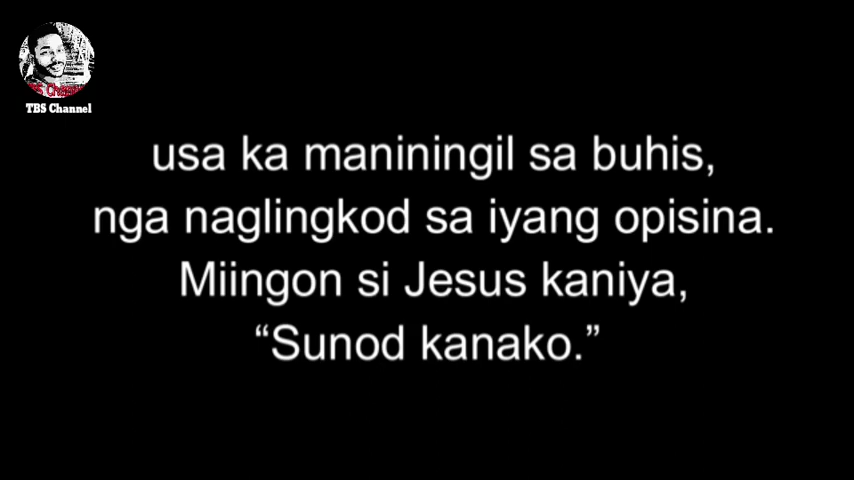 TBS Channel
usa ka maniningil sa buhis,
nga naglingkod sa iyang opisina.
Miingon si Jesus kaniya,
“Sunod kanako.”